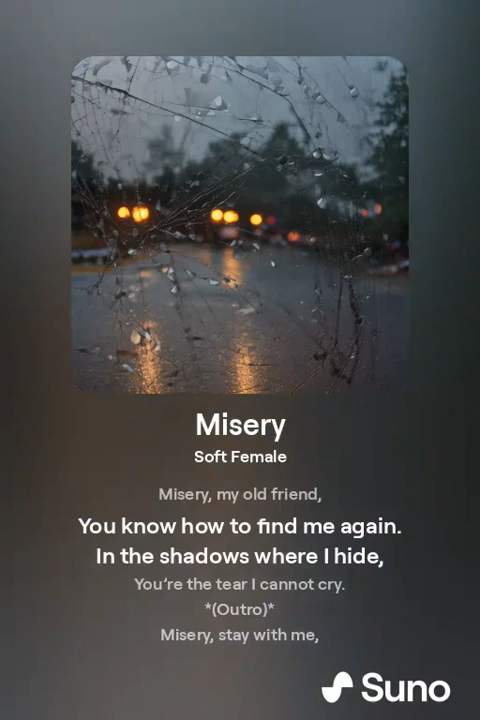 Misery
Soft Female
Misery, my old friend,
You know how to find me again.
In the shadows where I hide,
You’re the tear I cannot cry.
*(Outro)*
Misery, stay with me,
Suno